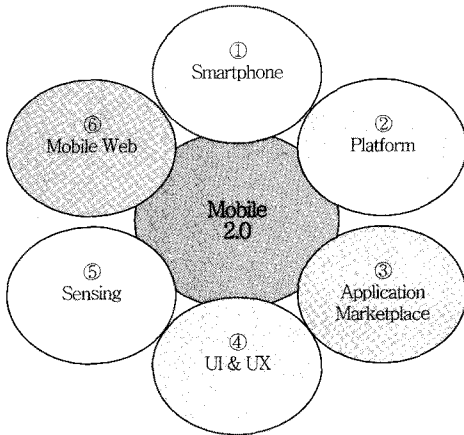 ①
Smartphone
②
Platform
③
Application
Marketplace
④
UI & UX
⑤
Sensing
⑥
Mobile Web
Mobile
2.0